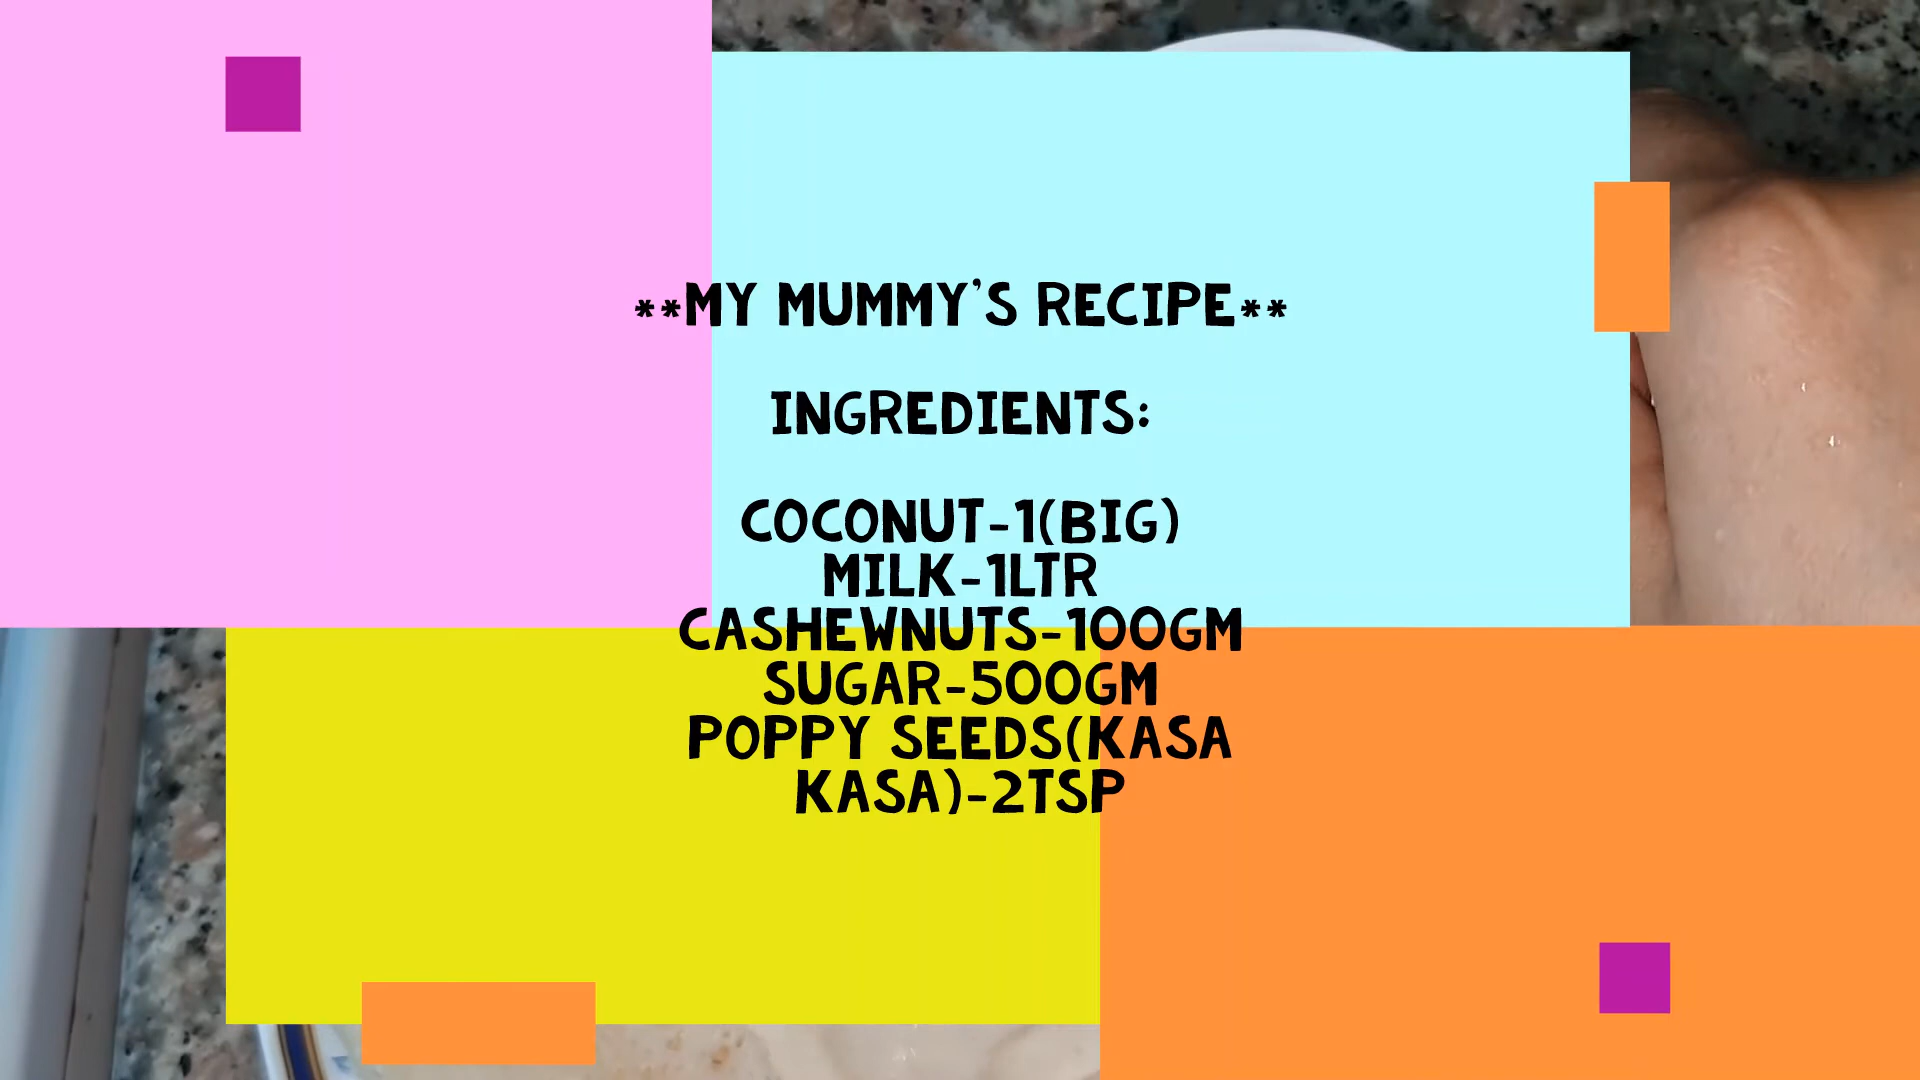 **MY MUMMY'S RECIPE**
INGREDIENTS:
COCONUT-1(BIG)
MILK-1LTR
CASHEWNUTS-100GM
SUGAR-500GM
POPPY SEEDS(KASA
KASA)-2TSP